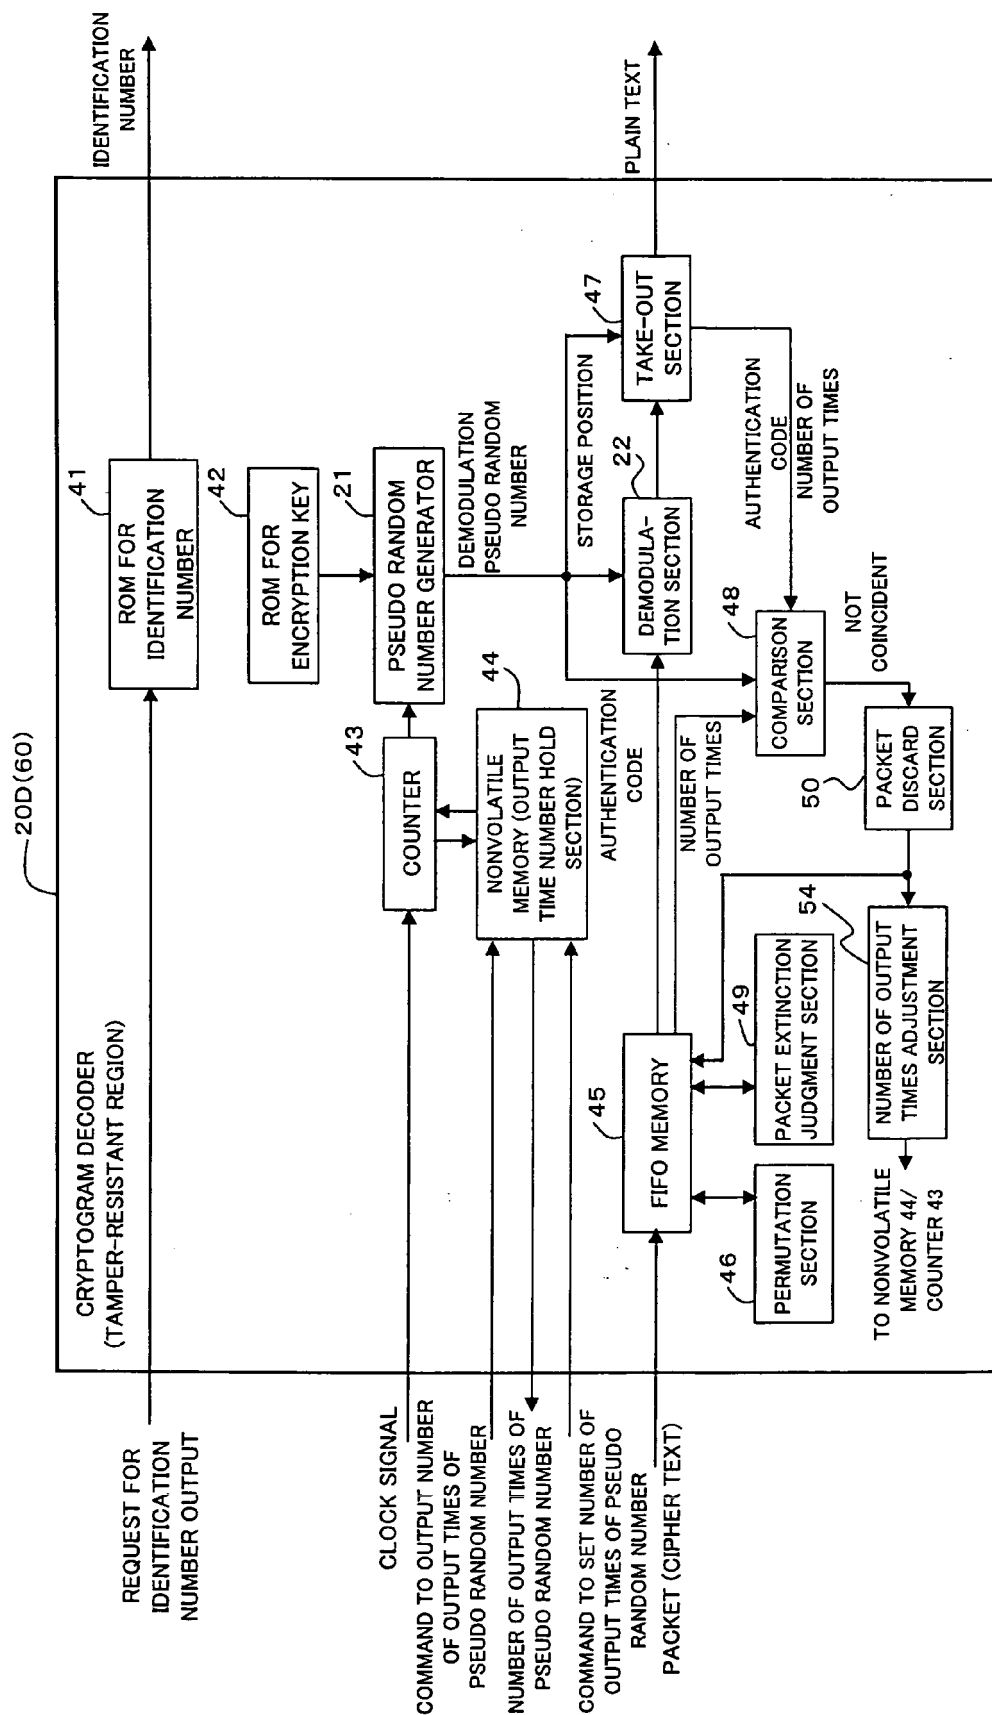 20D(60)
CRYPTOGRAM DECODER
(TAMPER-RESISTANT REGION)
REQUEST FOR
IDENTIFICATION
NUMBER OUTPUT
41
ROM FOR
IDENTIFICATION
NUMBER
IDENTIFICATION
NUMBER
42
ROM FOR
ENCRYPTION KEY
21
PSEUDO RANDOM
NUMBER GENERATOR
DEMODULATION
PSEUDO RANDOM
NUMBER
CLOCK SIGNAL
43
COUNTER
COMMAND TO OUTPUT NUMBER
OF OUTPUT TIMES OF
PSEUDO RANDOM NUMBER
NUMBER OF OUTPUT TIMES OF
PSEUDO RANDOM NUMBER
COMMAND TO SET NUMBER OF
OUTPUT TIMES OF PSEUDO
RANDOM NUMBER
44
NONVOLATILE
MEMORY (OUTPUT
TIME NUMBER HOLD
SECTION)
STORAGE POSITION
AUTHENTICATION
CODE
PACKET (CIPHER TEXT)
45
FIFO MEMORY
22
DEMODULA-
TION SECTION
47
TAKE-OUT
SECTION
PLAIN TEXT
NUMBER OF
OUTPUT TIMES
AUTHENTICATION
CODE
NUMBER OF
OUTPUT TIMES
46
PERMUTATION
SECTION
49
PACKET EXTINCTION
JUDGMENT SECTION
48
COMPARISON
SECTION
NOT
COINCIDENT
50
PACKET
DISCARD
SECTION
54
NUMBER OF OUTPUT
TIMES ADJUSTMENT
SECTION
TO NONVOLATILE
MEMORY 44/
COUNTER 43